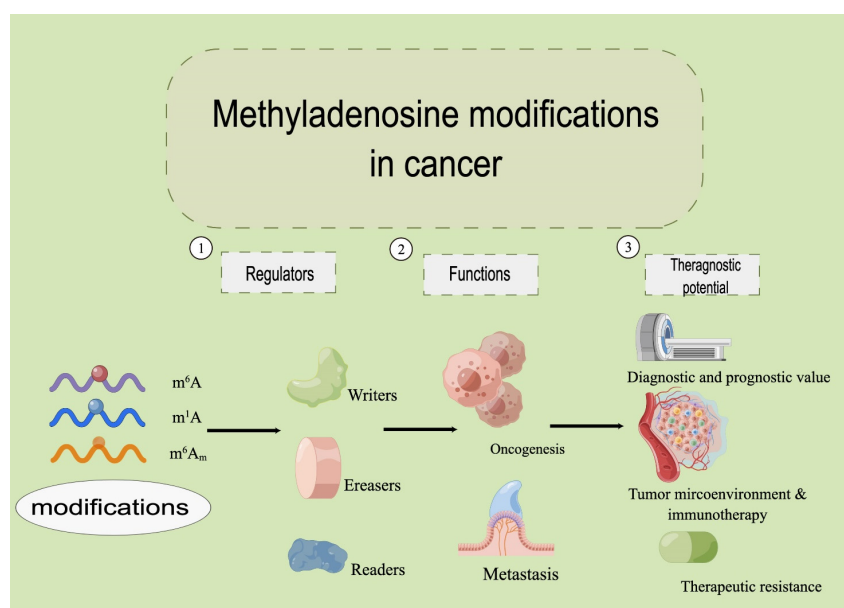 Methyladenosine modifications
in cancer
1
Regulators
2
Functions
3
Theragnostic
potential
m⁶A
m¹A
m⁶Aₘ
modifications
Writers
Ereasers
Readers
Oncogenesis
Metastasis
Diagnostic and prognostic value
Tumor mircoenvironment &
immunotherapy
Therapeutic resistance